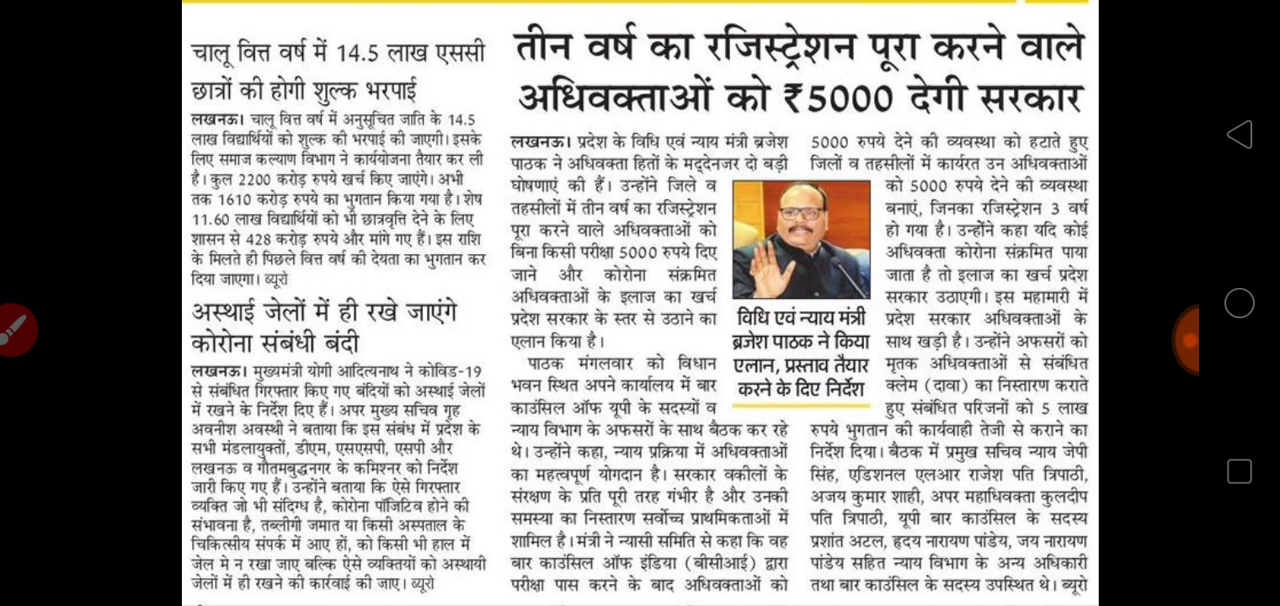 चालू वित्त वर्ष में 14.5 लाख एससी
छात्रों की होगी शुल्क भरपाई
लखनऊ। चालू वित्त वर्ष में अनुसूचित जाति के 14.5
लाख विद्यार्थियों को शुल्क की भरपाई की जाएगी। इसके
लिए समाज कल्याण विभाग ने कार्ययोजना तैयार कर ली
है। कुल 2200 करोड़ रुपये खर्च किए जाएंगे। अभी
तक 1610 करोड़ रुपये का भुगतान किया गया है। शेष
11.60 लाख विद्यार्थियों को भी छात्रवृत्ति देने के लिए
शासन से 428 करोड़ रुपये और मांगे गए हैं। इस राशि
के मिलते ही पिछले वित्त वर्ष की देयता का भुगतान कर
दिया जाएगा। ब्यूरो
अस्थाई जेलों में ही रखे जाएंगे
कोरोना संबंधी बंदी
लखनऊ। मुख्यमंत्री योगी आदित्यनाथ ने कोविड-19
से संबंधित गिरफ्तार किए गए बंदियों को अस्थाई जेलों
में रखने के निर्देश दिए हैं। अपर मुख्य सचिव गृह
अवनीश अवस्थी ने बताया कि इस संबंध में प्रदेश के
सभी मंडलायुक्तों, डीएम, एसएसपी, एसपी और
लखनऊ व गौतमबुद्धनगर के कमिश्नर को निर्देश
जारी किए गए हैं। उन्होंने बताया कि ऐसे गिरफ्तार
व्यक्ति जो भी संदिग्ध है, कोरोना पॉजिटिव होने की
संभावना है, तब्लीगी जमात या किसी अस्पताल के
चिकित्सीय संपर्क में आए हों, को किसी भी हाल में
जेल मे न रखा जाए बल्कि ऐसे व्यक्तियों को अस्थायी
जेलों में ही रखने की कार्रवाई की जाए। ब्यूरो
तीन वर्ष का रजिस्ट्रेशन पूरा करने वाले
अधिवक्ताओं को ₹5000 देगी सरकार
लखनऊ। प्रदेश के विधि एवं न्याय मंत्री ब्रजेश
पाठक ने अधिवक्ता हितों के मद्देनजर दो बड़ी
घोषणाएं की हैं। उन्होंने जिले व
तहसीलों में तीन वर्ष का रजिस्ट्रेशन
पूरा करने वाले अधिवक्ताओं को
बिना किसी परीक्षा 5000 रुपये दिए
जाने और कोरोना संक्रमित
अधिवक्ताओं के इलाज का खर्च
प्रदेश सरकार के स्तर से उठाने का
एलान किया है।
पाठक मंगलवार को विधान
भवन स्थित अपने कार्यालय में बार
काउंसिल ऑफ यूपी के सदस्यों व
न्याय विभाग के अफसरों के साथ बैठक कर रहे
थे। उन्होंने कहा, न्याय प्रक्रिया में अधिवक्ताओं
का महत्वपूर्ण योगदान है। सरकार वकीलों के
संरक्षण के प्रति पूरी तरह गंभीर है और उनकी
समस्या का निस्तारण सर्वोच्च प्राथमिकताओं में
शामिल है। मंत्री ने न्यासी समिति से कहा कि वह
बार काउंसिल ऑफ इंडिया (बीसीआई) द्वारा
परीक्षा पास करने के बाद अधिवक्ताओं को
विधि एवं न्याय मंत्री
ब्रजेश पाठक ने किया
एलान, प्रस्ताव तैयार
करने के दिए निर्देश
5000 रुपये देने की व्यवस्था को हटाते हुए
जिलों व तहसीलों में कार्यरत उन अधिवक्ताओं
को 5000 रुपये देने की व्यवस्था
बनाएं, जिनका रजिस्ट्रेशन 3 वर्ष
हो गया है। उन्होंने कहा यदि कोई
अधिवक्ता कोरोना संक्रमित पाया
जाता है तो इलाज का खर्च प्रदेश
सरकार उठाएगी। इस महामारी में
प्रदेश सरकार अधिवक्ताओं के
साथ खड़ी है। उन्होंने अफसरों को
मृतक अधिवक्ताओं से संबंधित
क्लेम (दावा) का निस्तारण कराते
हुए संबंधित परिजनों को 5 लाख
रुपये भुगतान की कार्यवाही तेजी से कराने का
निर्देश दिया। बैठक में प्रमुख सचिव न्याय जेपी
सिंह, एडिशनल एलआर राजेश पति त्रिपाठी,
अजय कुमार शाही, अपर महाधिवक्ता कुलदीप
पति त्रिपाठी, यूपी बार काउंसिल के सदस्य
प्रशांत अटल, हृदय नारायण पांडेय, जय नारायण
पांडेय सहित न्याय विभाग के अन्य अधिकारी
तथा बार काउंसिल के सदस्य उपस्थित थे। ब्यूरो